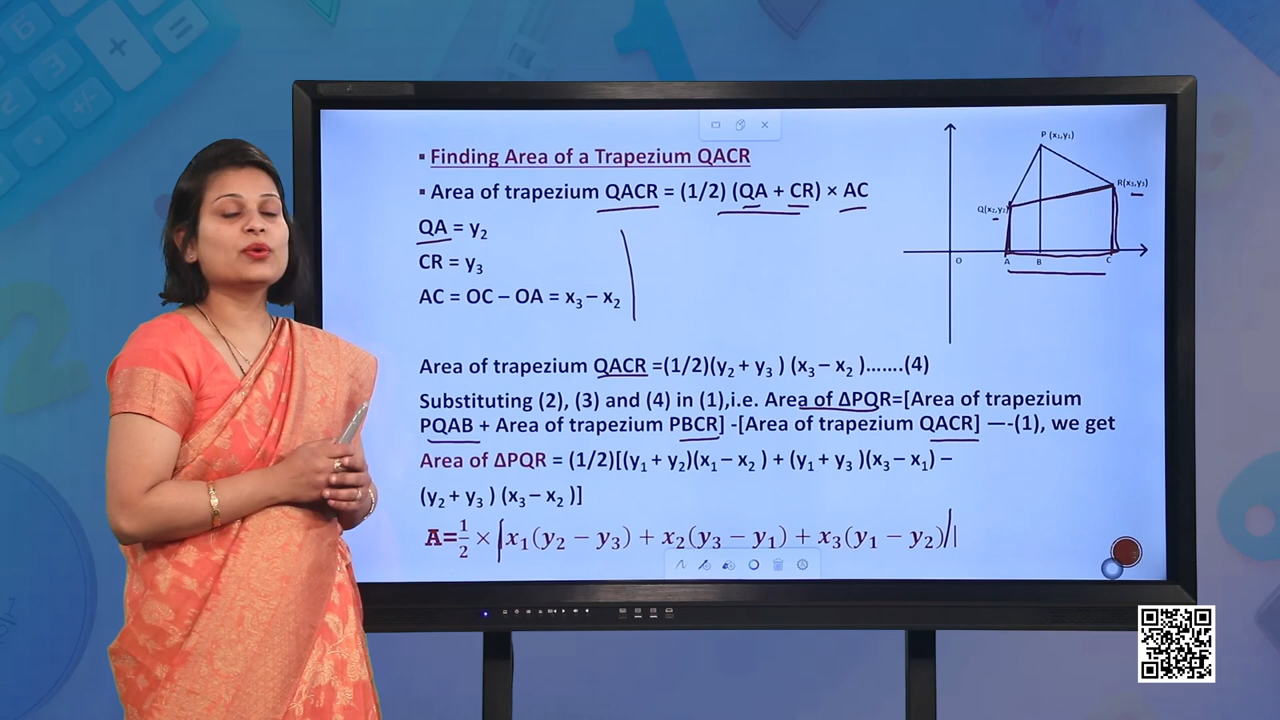 ▪ Finding Area of a Trapezium QACR
▪ Area of trapezium QACR = (1/2) (QA + CR) × AC
QA = y₂
CR = y₃
AC = OC – OA = x₃ – x₂
Area of trapezium QACR =(1/2)(y₂ + y₃ ) (x₃ – x₂ )…….(4)
Substituting (2), (3) and (4) in (1),i.e. Area of ΔPQR=[Area of trapezium
PQAB + Area of trapezium PBCR] -[Area of trapezium QACR] —-(1), we get
Area of ΔPQR = (1/2)[(y₁ + y₂)(x₁ – x₂ ) + (y₁ + y₃ )(x₃ – x₁) –
(y₂ + y₃ ) (x₃ – x₂ )]
A=1/2 × |x₁(y₂ − y₃) + x₂(y₃ − y₁) + x₃(y₁ − y₂)|
P (x₁,y₁)
R(x₃,y₃)
Q(x₂,y₂)
O A B C